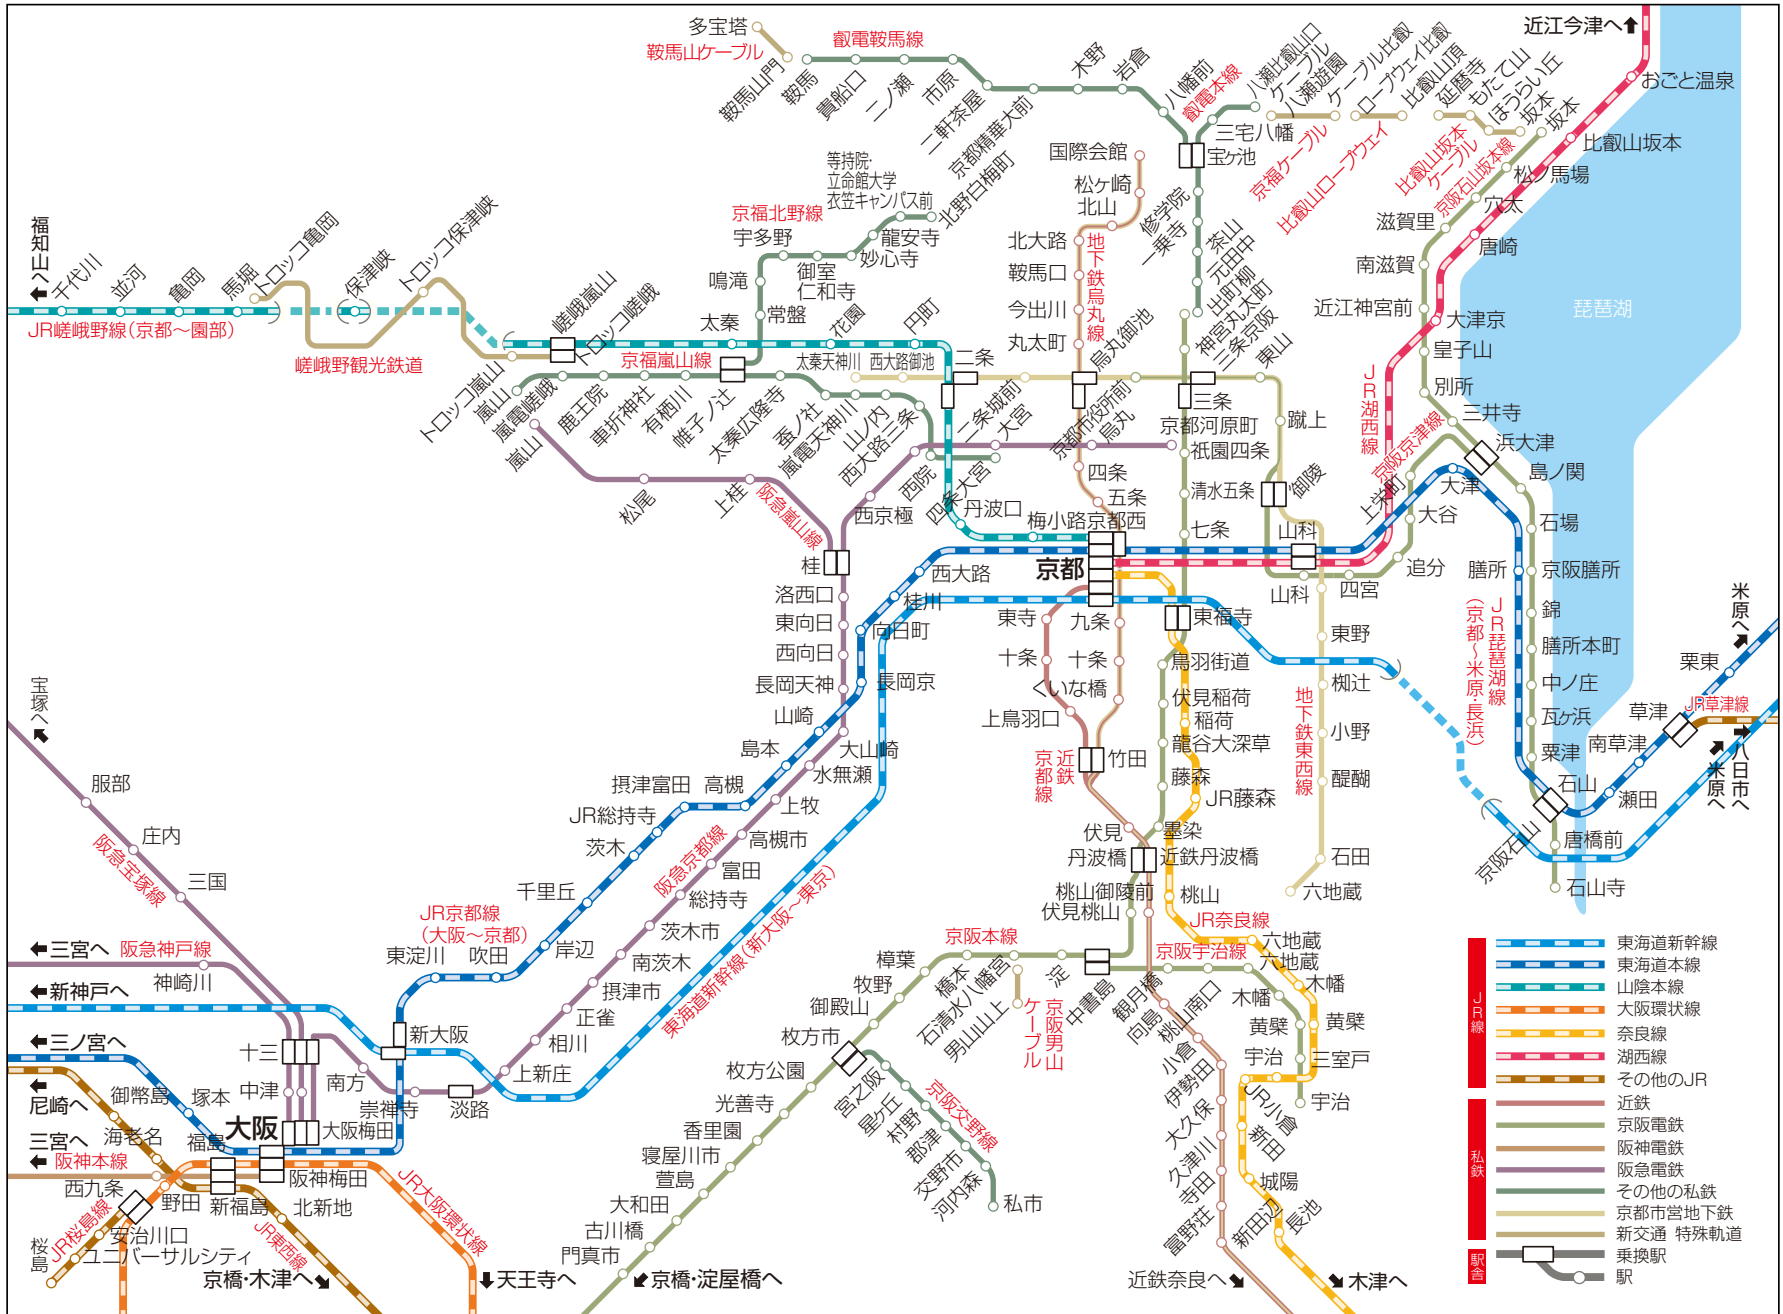 多宝塔
鞍馬山ケーブル
鞍馬山門
叡電鞍馬線
鞍馬
貴船口
二ノ瀬
市原
二軒茶屋
京都精華大前
木野
岩倉
八幡前
叡電本線
八瀬比叡山口
ケーブル
八瀬遊園
ケーブル比叡
ロープウェイ比叡
比叡山頂
延暦寺
もたて山
ほうらい丘
坂本
坂本
三宅八幡
宝ヶ池
京福ケーブル
比叡山ロープウェイ
比叡山坂本
ケーブル
京阪石山坂本線
近江今津へ
おごと温泉
比叡山坂本
松ノ馬場
穴太
滋賀里
唐崎
南滋賀
近江神宮前
大津京
皇子山
別所
三井寺
浜大津
島ノ関
石場
琵琶湖
JR湖西線
京阪京津線
上栄町
大津
大谷
追分
四宮
山科
山科
膳所
京阪膳所
錦
膳所本町
中ノ庄
瓦ヶ浜
粟津
石山
京阪石山
唐橋前
石山寺
瀬田
南草津
草津
栗東
米原へ
JR草津線
八日市へ
米原へ
JR琵琶湖線
(京都〜米原・長浜)
国際会館
松ヶ崎
北山
北大路
鞍馬口
今出川
丸太町
地下鉄烏丸線
烏丸御池
修学院
一乗寺
茶山
元田中
出町柳
神宮丸太町
三条京阪
東山
三条
京都河原町
祇園四条
清水五条
七条
蹴上
御陵
京都市役所前
烏丸
四条
五条
等持院・
立命館大学
衣笠キャンパス前
北野白梅町
京福北野線
宇多野
龍安寺
妙心寺
御室
仁和寺
鳴滝
常盤
福知山へ
千代川
並河
亀岡
馬堀
トロッコ亀岡
保津峡
トロッコ保津峡
JR嵯峨野線(京都〜園部)
嵯峨野観光鉄道
嵯峨嵐山
トロッコ嵯峨
トロッコ嵐山
太秦
花園
円町
京福嵐山線
太秦天神川
西大路御池
二条
二条城前
大宮
嵐山
嵐電嵯峨
鹿王院
車折神社
有栖川
帷子ノ辻
太秦広隆寺
蚕ノ社
嵐電天神川
山ノ内
西大路三条
西院
四条大宮
丹波口
梅小路京都西
京都
嵐山
松尾
上桂
阪急嵐山線
桂
西京極
洛西口
東向日
西向日
長岡天神
西大路
桂川
向日町
長岡京
山崎
島本
大山崎
水無瀬
上牧
高槻市
富田
総持寺
茨木市
南茨木
摂津市
正雀
相川
上新庄
阪急京都線
高槻
摂津富田
JR総持寺
茨木
千里丘
岸辺
吹田
東淀川
JR京都線
(大阪〜京都)
東海道新幹線(新大阪〜東京)
東寺
九条
十条
十条
くいな橋
上鳥羽口
竹田
近鉄
京都線
東福寺
鳥羽街道
伏見稲荷
稲荷
龍谷大深草
藤森
JR藤森
墨染
伏見
丹波橋
近鉄丹波橋
桃山御陵前
伏見桃山
桃山
東野
椥辻
小野
醍醐
石田
六地蔵
地下鉄東西線
JR奈良線
六地蔵
六地蔵
京阪宇治線
木幡
木幡
黄檗
黄檗
宇治
三室戸
宇治
JR小倉
新田
城陽
長池
木津へ
観月橋
向島
桃山南口
小倉
伊勢田
大久保
久津川
寺田
富野荘
新田辺
近鉄奈良へ
中書島
淀
京阪本線
石清水八幡宮
男山山上
京阪男山
ケーブル
橋本
樟葉
牧野
御殿山
枚方市
枚方公園
光善寺
香里園
寝屋川市
萱島
大和田
古川橋
門真市
京橋・淀屋橋へ
宮之阪
星ヶ丘
村野
郡津
交野市
河内森
私市
京阪交野線
宝塚へ
服部
庄内
三国
阪急宝塚線
三宮へ
阪急神戸線
神崎川
新神戸へ
三ノ宮へ
尼崎へ
三宮へ
阪神本線
十三
中津
南方
崇禅寺
淡路
新大阪
大阪
大阪梅田
阪神梅田
御幣島
塚本
海老名
福島
新福島
北新地
野田
西九条
安治川口
ユニバーサルシティ
桜島
JR桜島線
JR東西線
JR大阪環状線
京橋・木津へ
天王寺へ
JR線
東海道新幹線
東海道本線
山陰本線
大阪環状線
奈良線
湖西線
その他のJR
私鉄
近鉄
京阪電鉄
阪神電鉄
阪急電鉄
その他の私鉄
京都市営地下鉄
新交通 特殊軌道
駅舎
乗換駅
駅